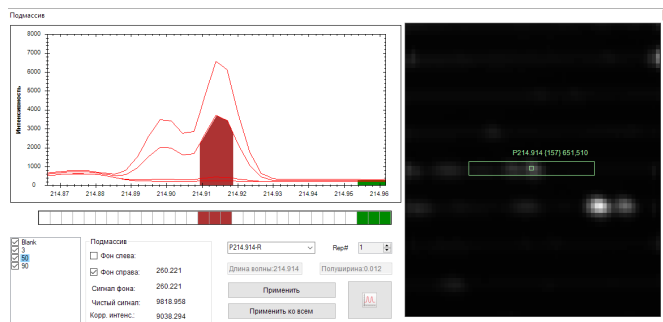 Подмассив
Интенсивность
8000
7000
6000
5000
4000
3000
2000
1000
0
214.87 214.88 214.89 214.90 214.91 214.92 214.93 214.94 214.95 214.96
P214.914 [157) 651,510
Blank
3
50
90
Подмассив
Фон слева:
Фон справа: 260.221
Сигнал фона: 260.221
Чистый сигнал: 9818.958
Корр. интенс.: 9038.294
P214.914-R Rep# 1
Длина волны:214.914 Полуширина:0.012
Применить
Применить ко всем